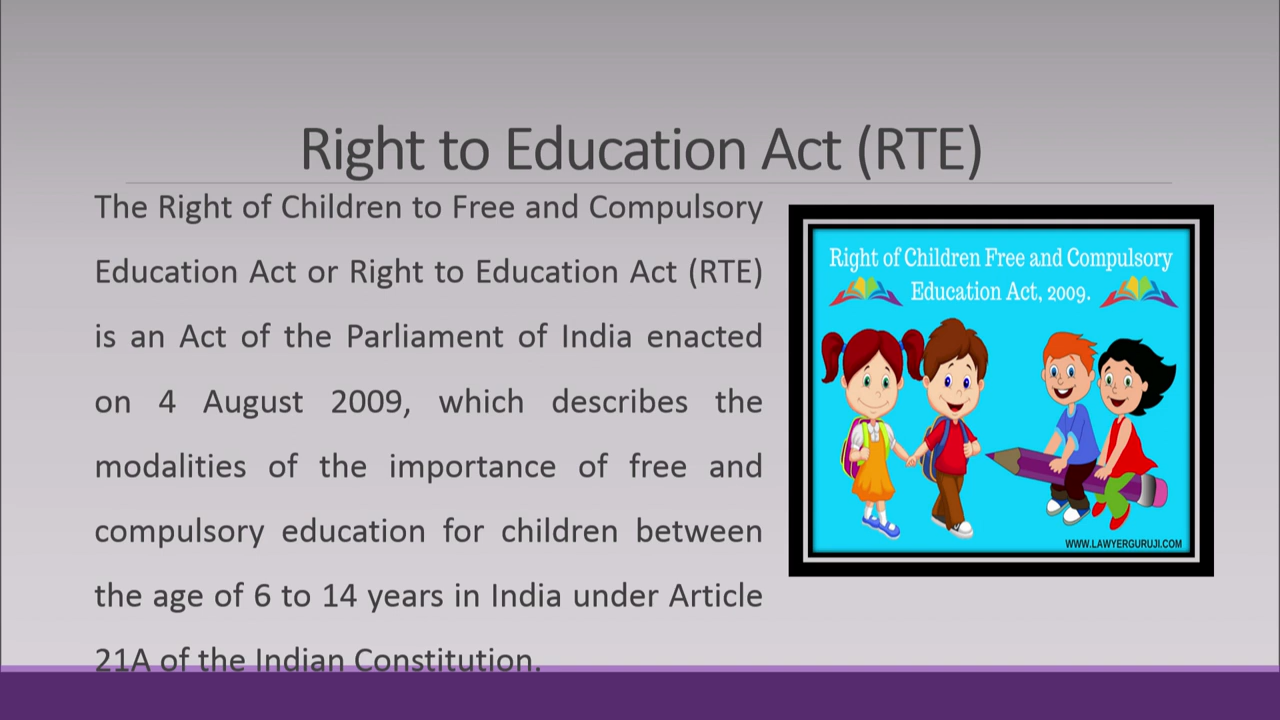 Right to Education Act (RTE)
The Right of Children to Free and Compulsory
Education Act or Right to Education Act (RTE)
is an Act of the Parliament of India enacted
on 4 August 2009, which describes the
modalities of the importance of free and
compulsory education for children between
the age of 6 to 14 years in India under Article
21A of the Indian Constitution.
Right of Children Free and Compulsory
Education Act, 2009.
WWW.LAWYERGURUJI.COM